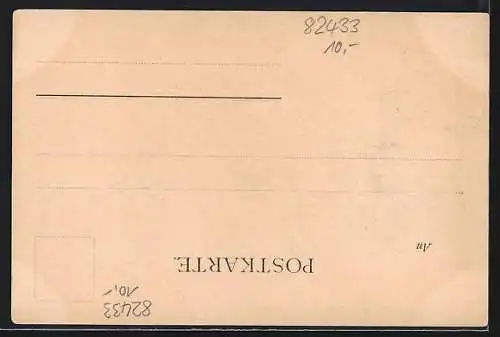 82433
10,-
An
POSTKARTE.
10,-
82433